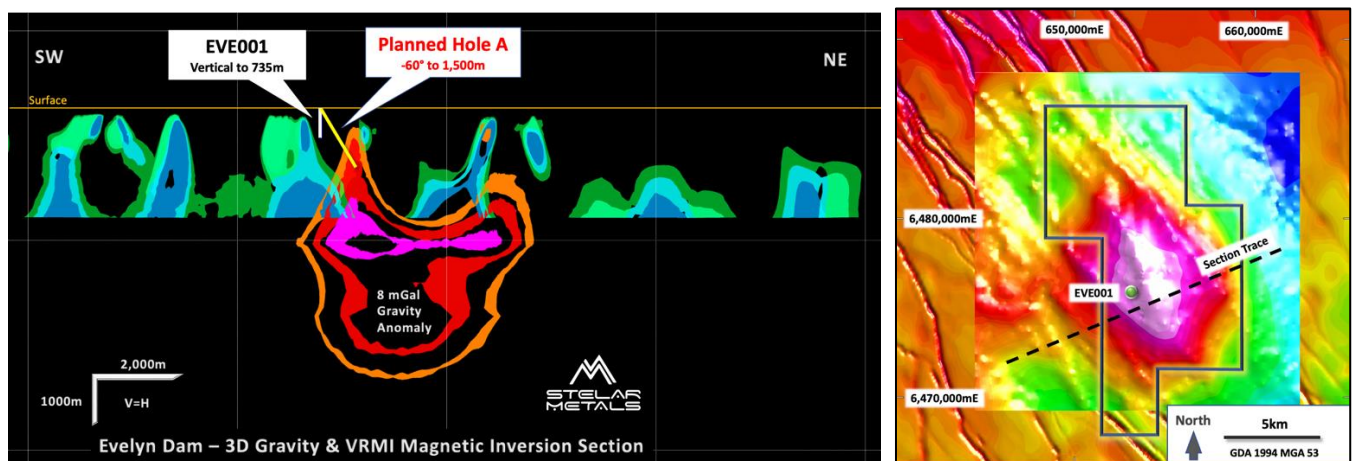 SW
EVE001
Vertical to 735m
Planned Hole A
-60° to 1,500m
NE
Surface
8 mGal
Gravity
Anomaly
2,000m
1000m
V=H
STELAR
METALS
Evelyn Dam – 3D Gravity & VRMI Magnetic Inversion Section
650,000mE
660,000mE
6,480,000mE
Section Trace
EVE001
6,470,000mE
North
5km
GDA 1994 MGA 53